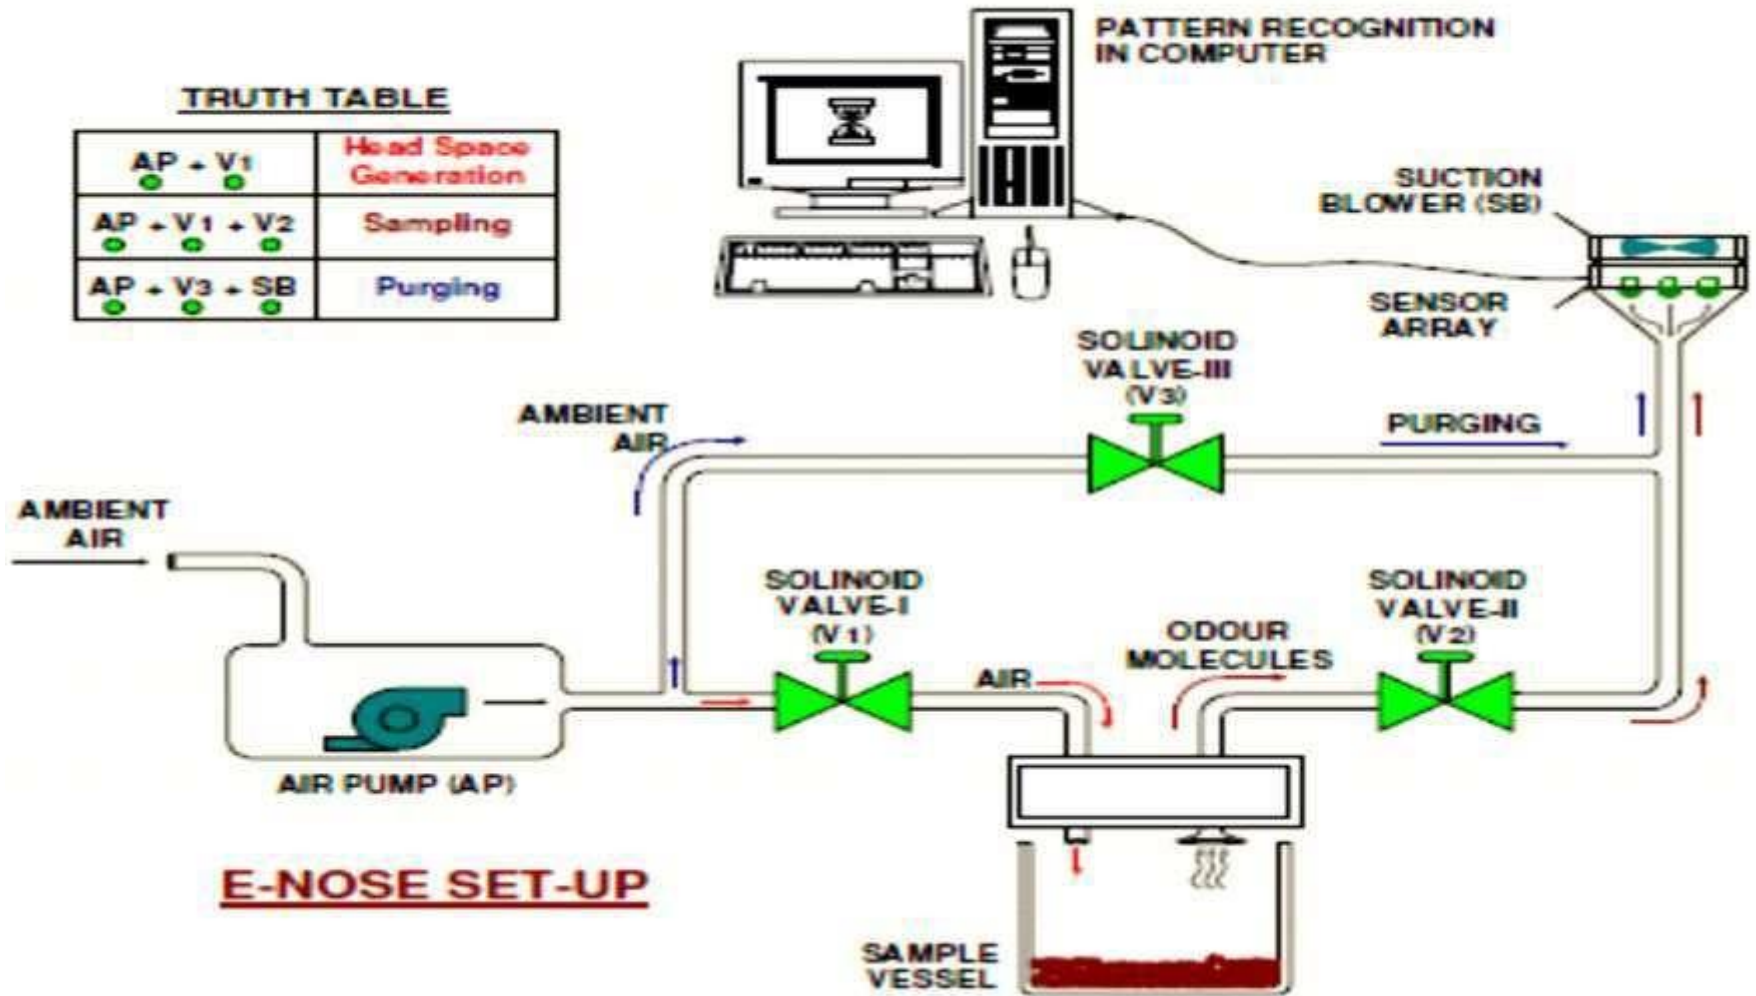 PATTERN RECOGNITION
IN COMPUTER
TRUTH TABLE
AP + V1
Head Space
Generation
AP + V1 + V2
Sampling
AP + V3 + SB
Purging
SUCTION
BLOWER (SB)
SENSOR
ARRAY
SOLINOID
VALVE-III
(V3)
AMBIENT
AIR
PURGING
AMBIENT
AIR
SOLINOID
VALVE-I
(V1)
SOLINOID
VALVE-II
(V2)
ODOUR
MOLECULES
AIR
AIR PUMP (AP)
E-NOSE SET-UP
SAMPLE
VESSEL